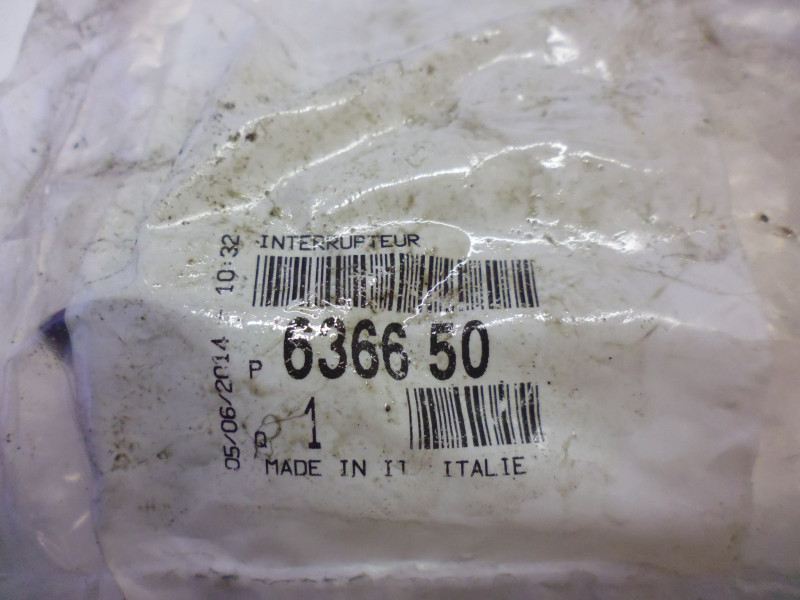 INTERRUPTEUR
P 6366 50
1
MADE IN IT ITALIE
05/06/2014 - 10:32